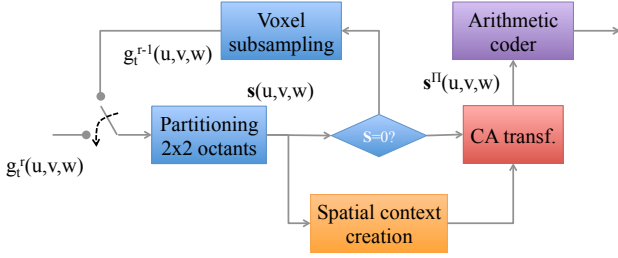 Voxel
subsampling
Arithmetic
coder
g_t^{r-1}(u,v,w)
s(u,v,w)
s^Π(u,v,w)
Partitioning
2x2 octants
S=0?
CA transf.
g_t^r(u,v,w)
Spatial context
creation